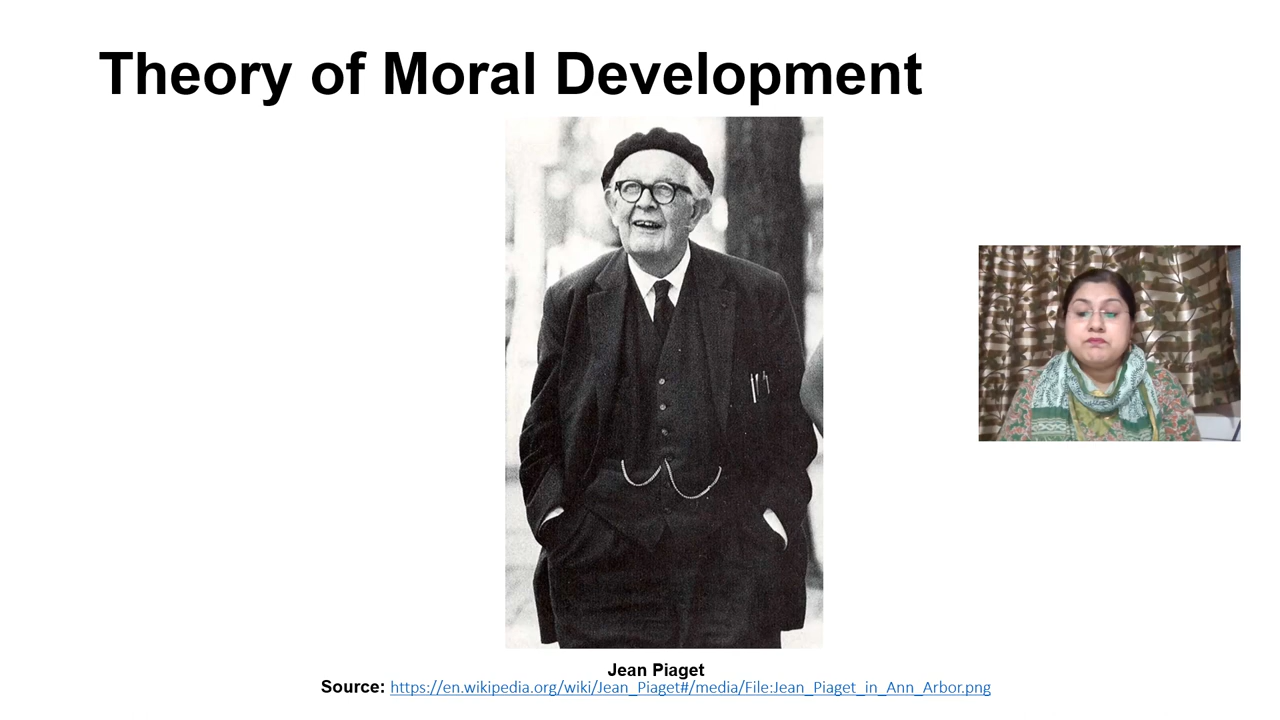 Theory of Moral Development
Jean Piaget
Source: https://en.wikipedia.org/wiki/Jean_Piaget#/media/File:Jean_Piaget_in_Ann_Arbor.png